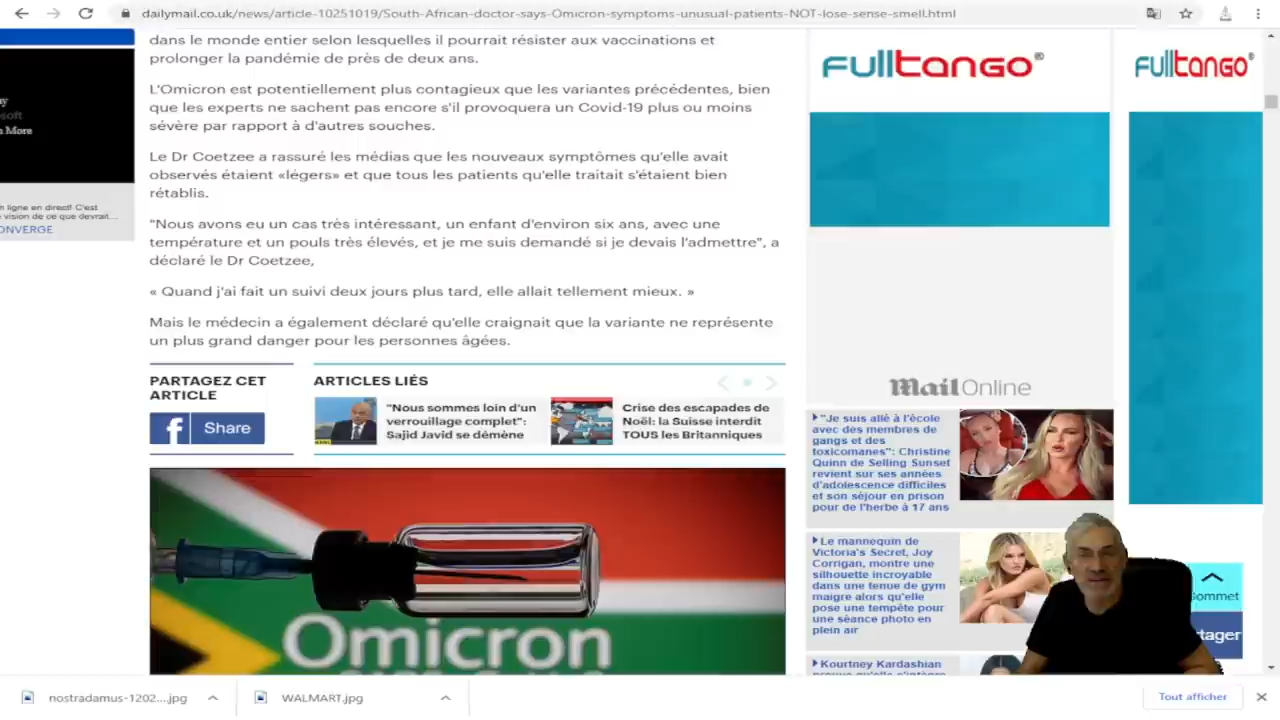 dailymail.co.uk/news/article-10251019/South-African-doctor-says-Omicron-symptoms-unusual-patients-NOT-lose-sense-smell.html
dans le monde entier selon lesquelles il pourrait résister aux vaccinations et
prolonger la pandémie de près de deux ans.
L'Omicron est potentiellement plus contagieux que les variantes précédentes, bien
que les experts ne sachent pas encore s'il provoquera un Covid-19 plus ou moins
sévère par rapport à d'autres souches.
Le Dr Coetzee a rassuré les médias que les nouveaux symptômes qu'elle avait
observés étaient «légers» et que tous les patients qu'elle traitait s'étaient bien
rétablis.
"Nous avons eu un cas très intéressant, un enfant d'environ six ans, avec une
température et un pouls très élevés, et je me suis demandé si je devais l'admettre", a
déclaré le Dr Coetzee,
« Quand j'ai fait un suivi deux jours plus tard, elle allait tellement mieux. »
Mais le médecin a également déclaré qu'elle craignait que la variante ne représente
un plus grand danger pour les personnes âgées.
PARTAGEZ CET
ARTICLE
f Share
ARTICLES LIÉS
"Nous sommes loin d'un
verrouillage complet":
Sajid Javid se démène
Crise des escapades de
Noël: la Suisse interdit
TOUS les Britanniques
Omicron
More
n ligne en direct! C'est
vision de ce que devrait...
ONVERGE
Fulltango
Fulltango
Mail Online
"Je suis allé à l'école
avec des membres de
gangs et des
toxicomanes": Christine
Quinn de Selling Sunset
revient sur ses années
d'adolescence difficiles
et son séjour en prison
pour de l'herbe à 17 ans
Le mannequin de
Victoria's Secret, Joy
Corrigan, montre une
silhouette incroyable
dans une tenue de gym
maigre alors qu'elle
pose une tempête pour
une séance photo en
plein air
Kourtney Kardashian
ommet
tager
nostradamus-1202....jpg
WALMART.jpg
Tout afficher